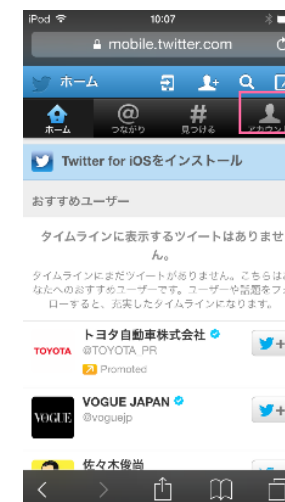 iPod 10:07
mobile.twitter.com
ホーム
ホーム つながり 見つける アカウン
Twitter for iOSをインストール
おすすめユーザー
タイムラインに表示するツイートはありませ
ん。
タイムラインにまだツイートがありません。こちらは
なたへのおすすめユーザーです。ユーザーや話題をフ
ローすると、充実したタイムラインになります。
トヨタ自動車株式会社
TOYOTA @TOYOTA_PR
Promoted
VOGUE JAPAN
VOGUE @voguejp
佐々木俊尚